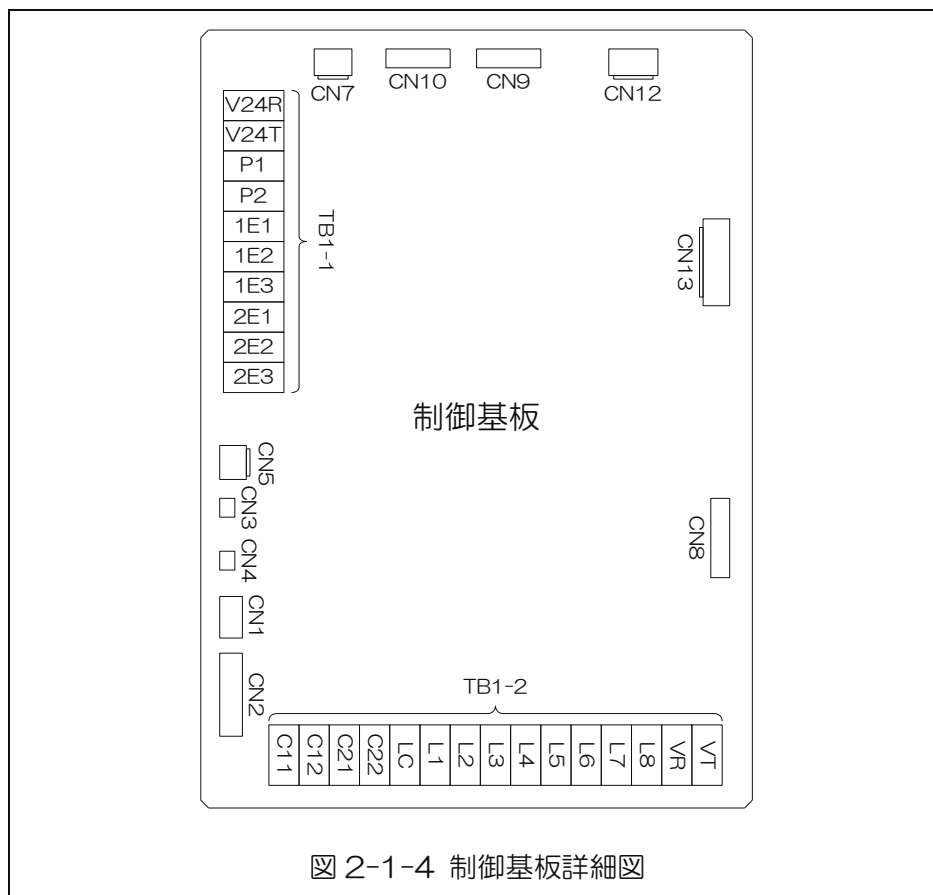 CN7
CN10
CN9
CN12
V24R
V24T
P1
P2
1E1
1E2
1E3
2E1
2E2
2E3
TB1-1
CN13
制御基板
CN5
CN3
CN4
CN1
CN2
CN8
TB1-2
C11
C12
C21
C22
LC
L1
L2
L3
L4
L5
L6
L7
L8
VR
VT
図 2-1-4 制御基板詳細図